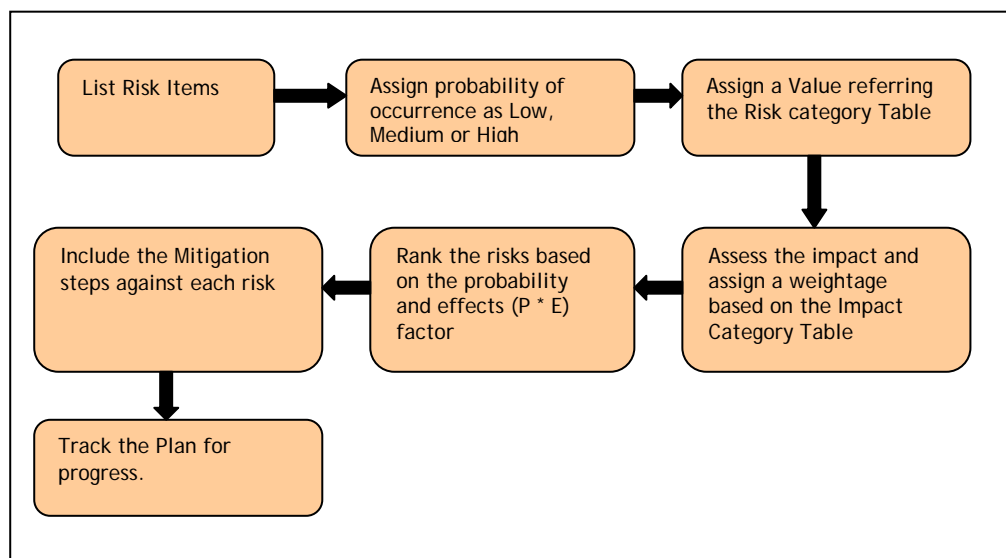 List Risk Items
Assign probability of
occurrence as Low,
Medium or High
Assign a Value referring
the Risk category Table
Assess the impact and
assign a weightage
based on the Impact
Category Table
Rank the risks based
on the probability
and effects (P * E)
factor
Include the Mitigation
steps against each risk
Track the Plan for
progress.